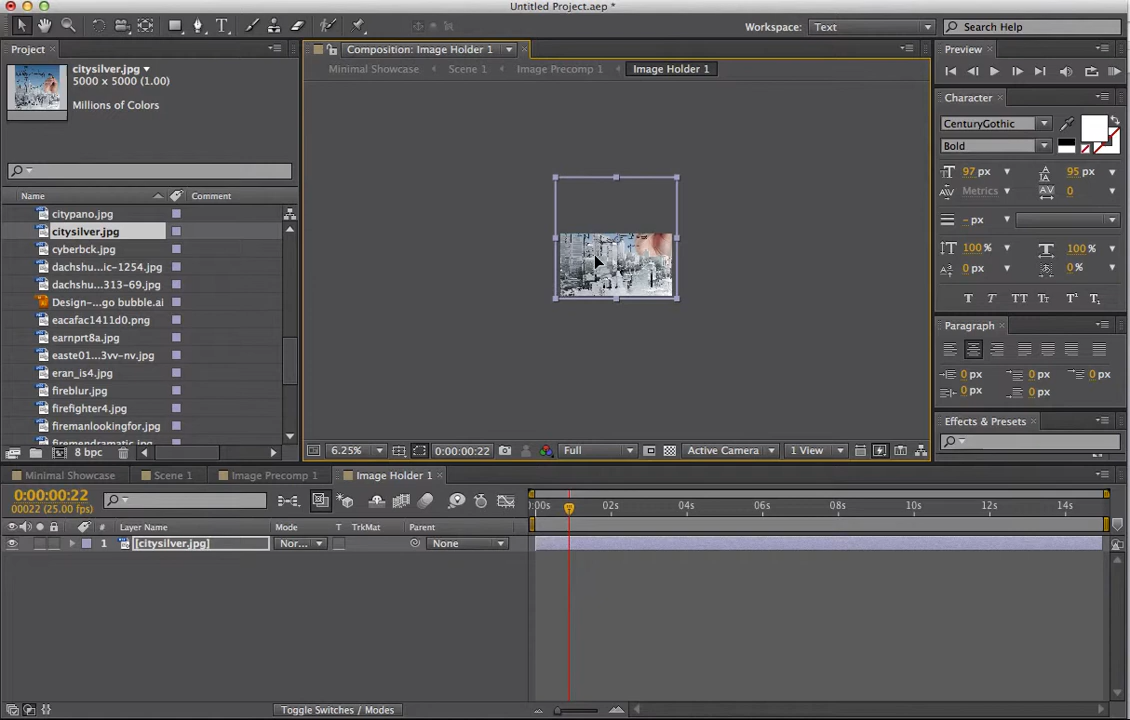 Untitled Project.aep *
Workspace: Text
Search Help
Project
citysilver.jpg
5000 x 5000 (1.00)
Millions of Colors
Name
Comment
citypano.jpg
citysilver.jpg
cyberbck.jpg
dachshu...ic-1254.jpg
dachshu...313-69.jpg
Design-...go bubble.ai
eacafac1411d0.png
earnprt8a.jpg
easte01...3vv-nv.jpg
eran_is4.jpg
fireblur.jpg
firefighter4.jpg
firemanlookingfor.jpg
firemendramatic.jpg
8 bpc
Composition: Image Holder 1
Minimal Showcase
Scene 1
Image Precomp 1
Image Holder 1
6.25%
0:00:00:22
Full
Active Camera
1 View
Preview
Character
CenturyGothic
Bold
97 px
95 px
Metrics
0
- px
100 %
100 %
0 px
0 %
T
T
TT
Tт
T¹
T₁
Paragraph
0 px
0 px
0 px
0 px
0 px
Effects & Presets
Minimal Showcase
Scene 1
Image Precomp 1
Image Holder 1
0:00:00:22
00022 (25.00 fps)
:00s
02s
04s
06s
08s
10s
12s
14s
#
Layer Name
Mode
T
TrkMat
Parent
1
[citysilver.jpg]
Nor...
None
Toggle Switches / Modes